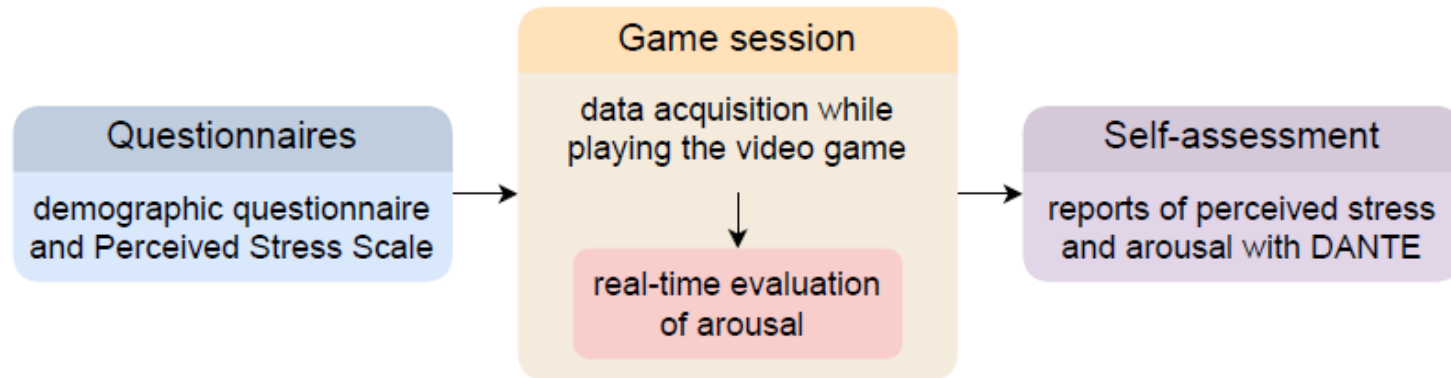 Questionnaires
demographic questionnaire
and Perceived Stress Scale
Game session
data acquisition while
playing the video game
real-time evaluation
of arousal
Self-assessment
reports of perceived stress
and arousal with DANTE